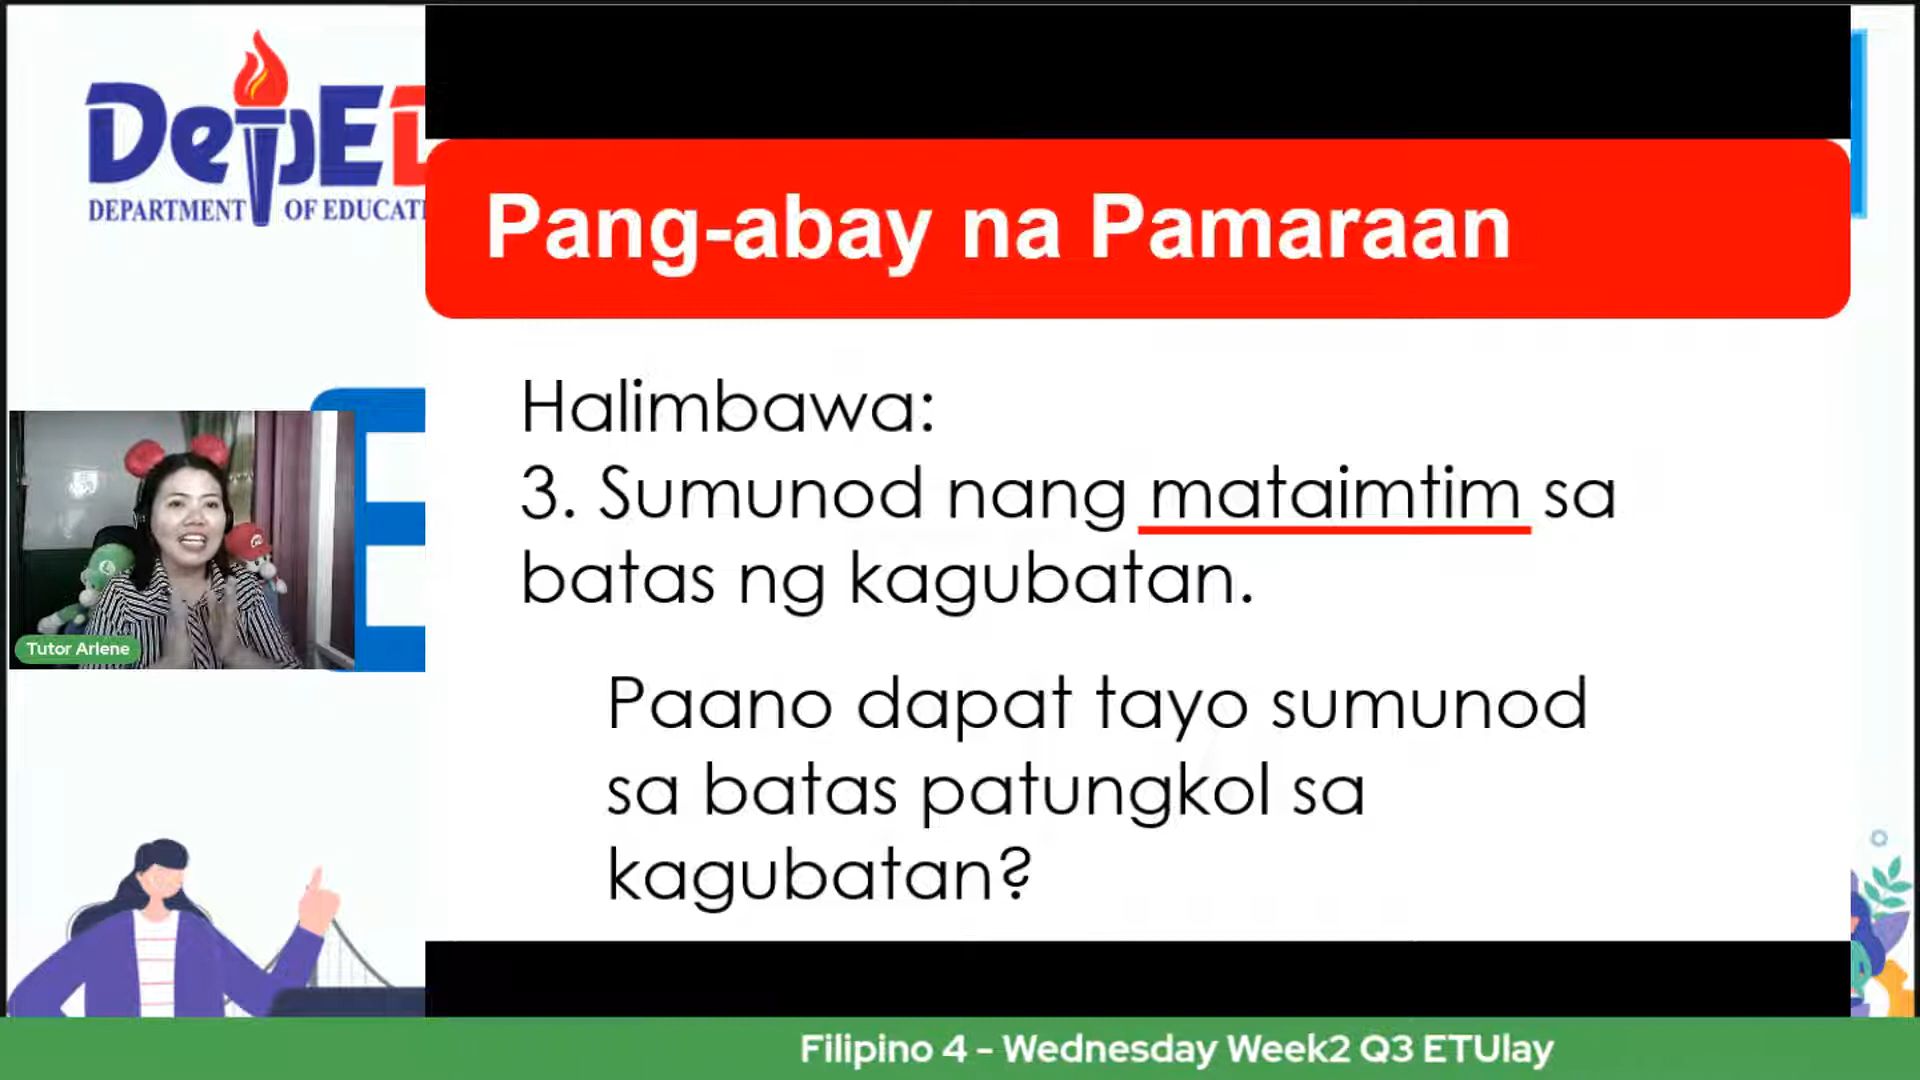 DepED
DEPARTMENT OF EDUCATI
Pang-abay na Pamaraan
Halimbawa:
3. Sumunod nang mataimtim sa
batas ng kagubatan.
Paano dapat tayo sumunod
sa batas patungkol sa
kagubatan?
Tutor Arlene
Filipino 4 - Wednesday Week2 Q3 ETUlay